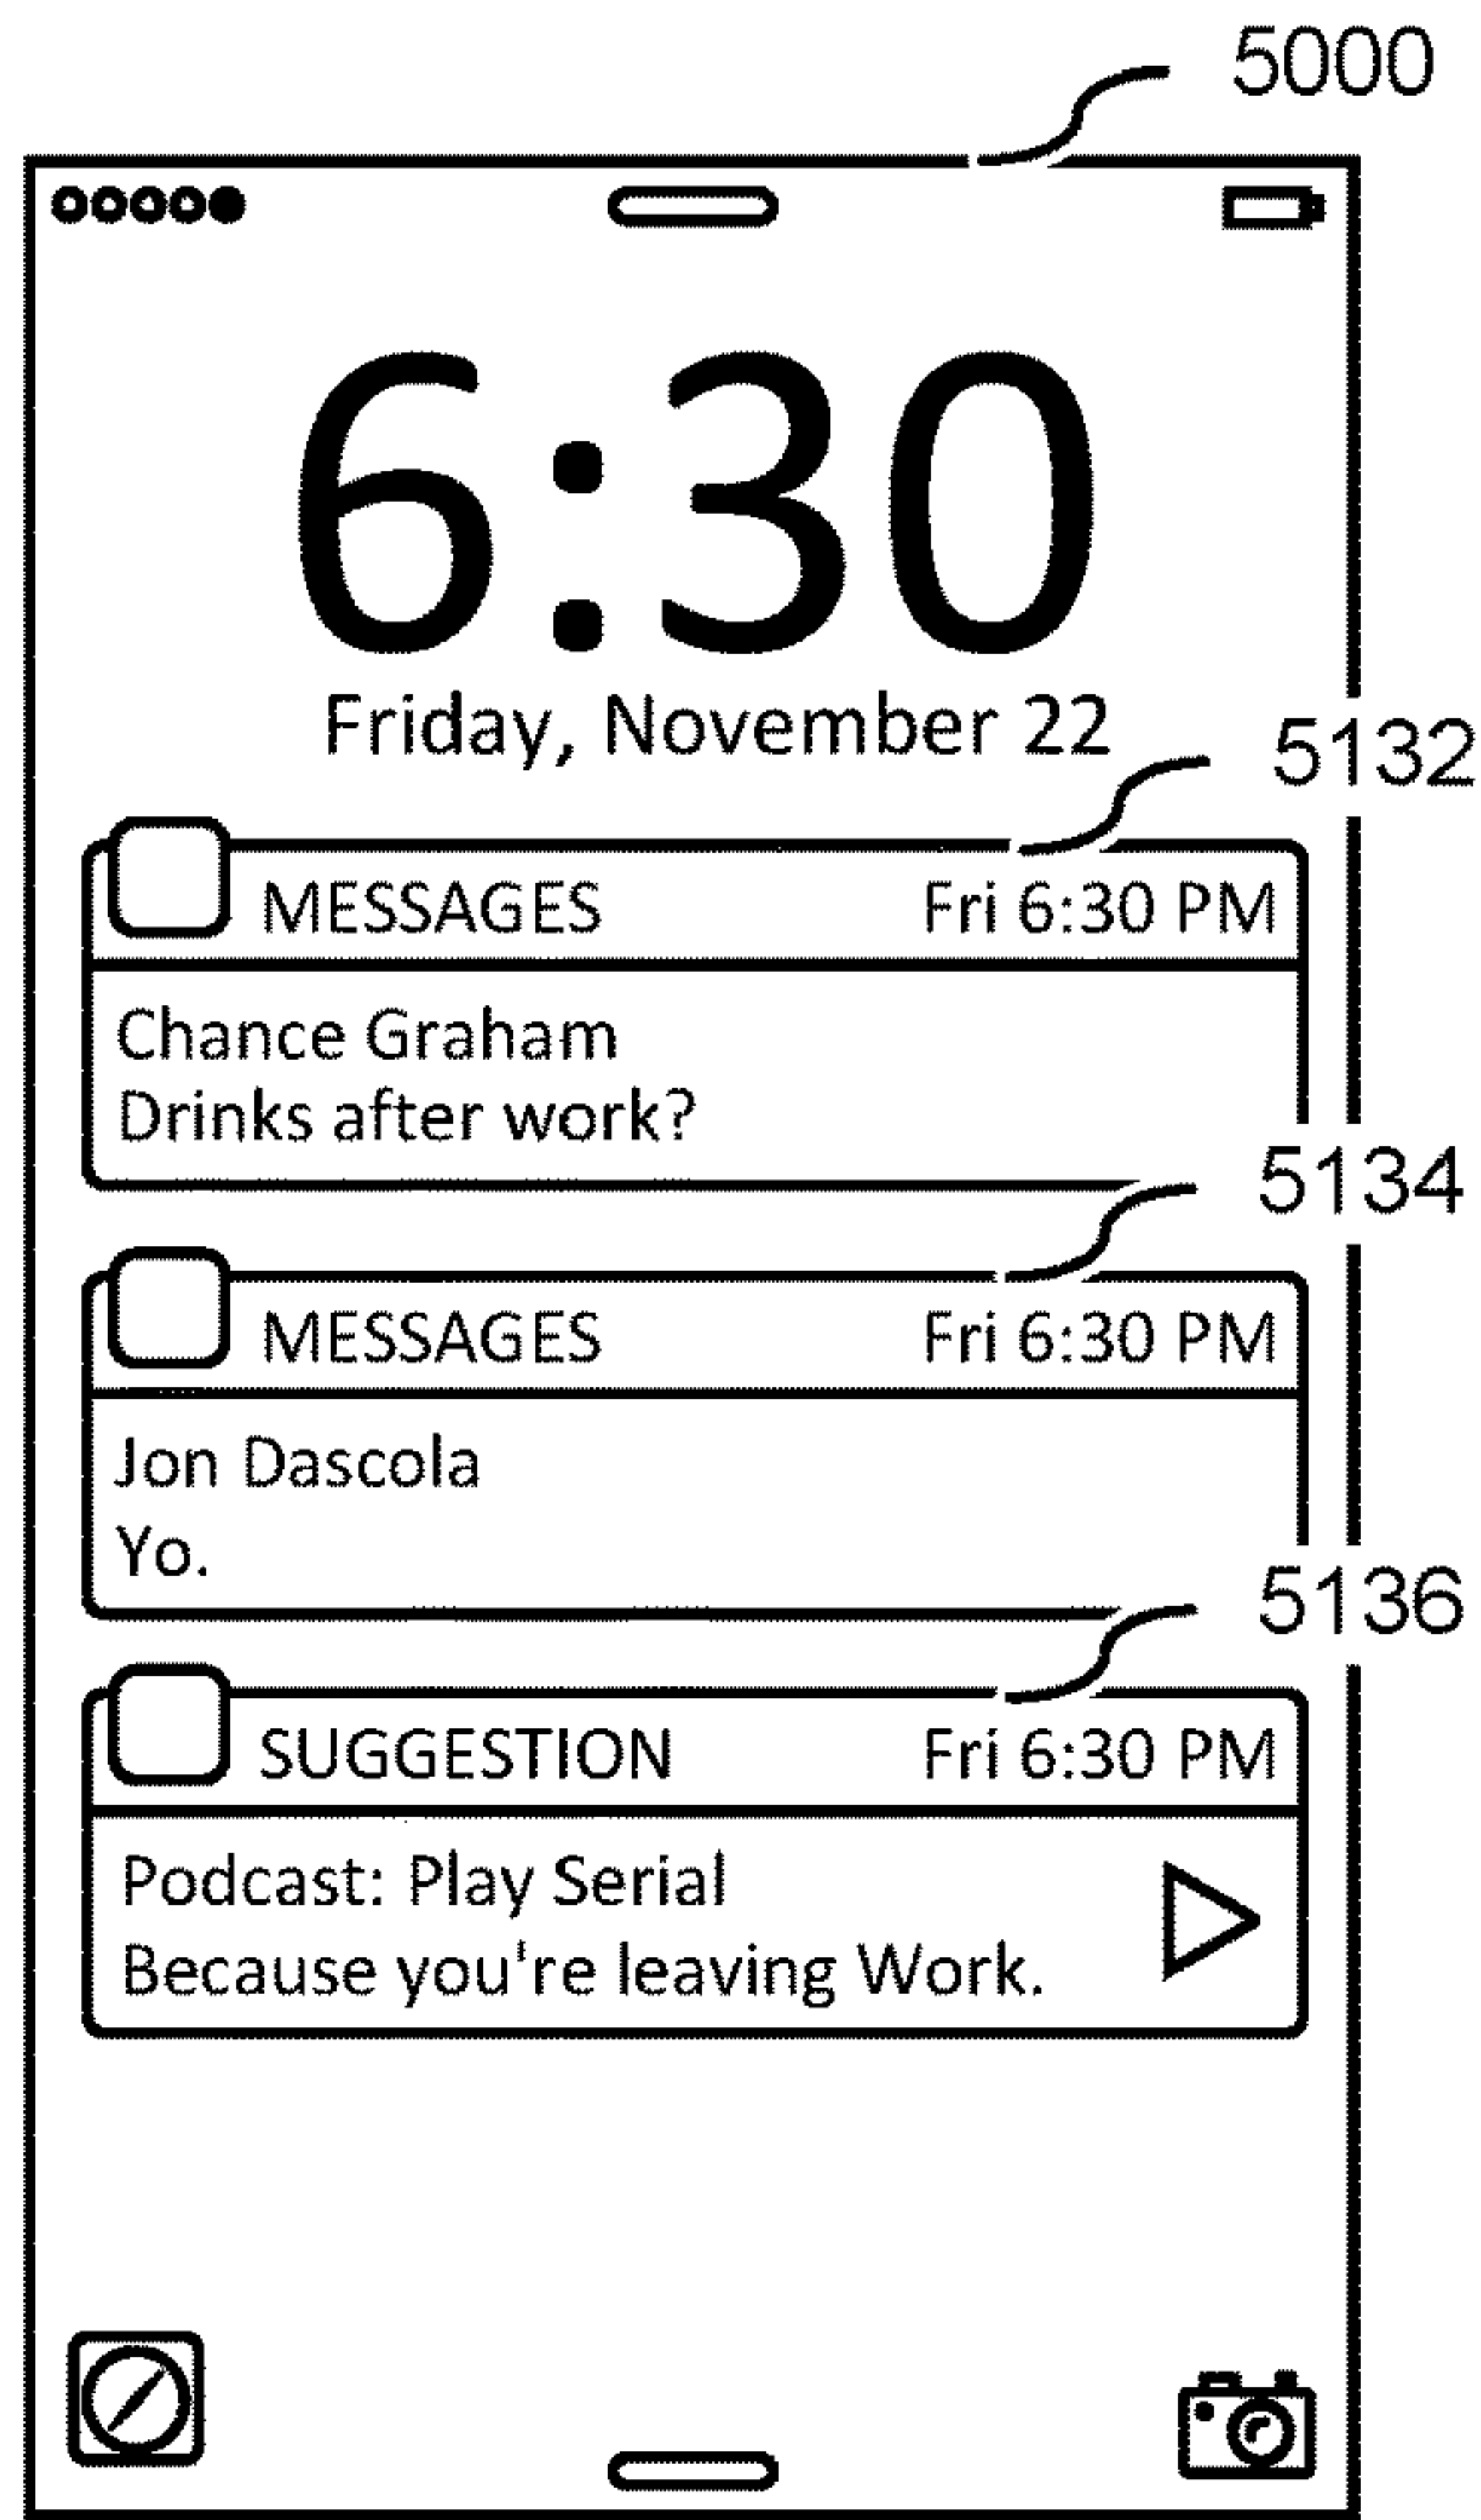 5000
6:30
Friday, November 22
5132
MESSAGES Fri 6:30 PM
Chance Graham
Drinks after work?
5134
MESSAGES Fri 6:30 PM
Jon Dascola
Yo.
5136
SUGGESTION Fri 6:30 PM
Podcast: Play Serial
Because you're leaving Work.